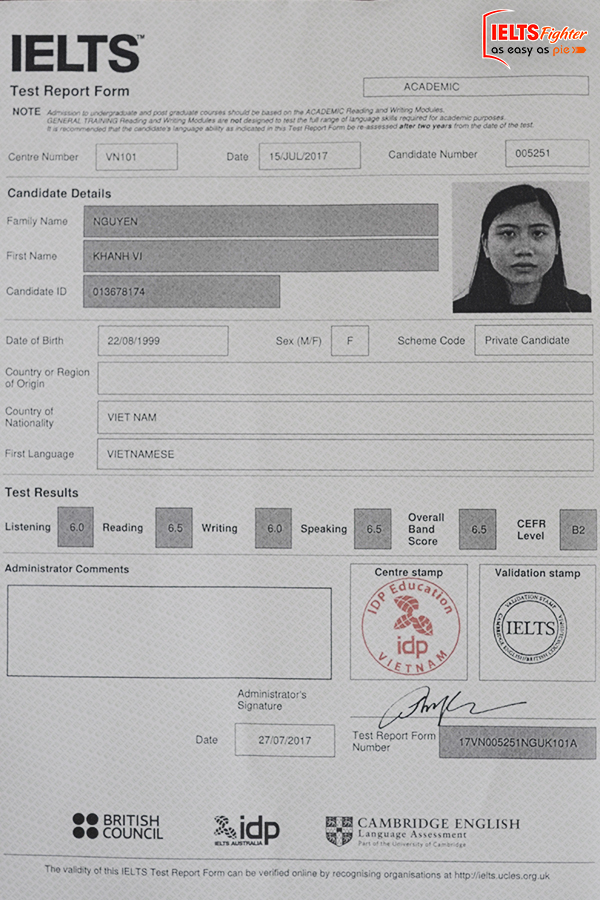 IELTS™
IELTS Fighter
as easy as pie
Test Report Form
ACADEMIC
NOTE Admission to undergraduate and post graduate courses should be based on the ACADEMIC Reading and Writing Modules.
GENERAL TRAINING Reading and Writing Modules are not designed to test the full range of language skills required for academic purposes.
It is recommended that the candidate's language ability as indicated in this Test Report Form be re-assessed after two years from the date of the test.
Centre Number VN101 Date 15/JUL/2017 Candidate Number 005251
Candidate Details
Family Name NGUYEN
First Name KHANH VI
Candidate ID 013678174
Date of Birth 22/08/1999 Sex (M/F) F Scheme Code Private Candidate
Country or Region
of Origin
Country of
Nationality
VIET NAM
First Language VIETNAMESE
Test Results
Listening 6.0 Reading 6.5 Writing 6.0 Speaking 6.5
Overall
Band
Score
6.5
CEFR
Level
B2
Administrator Comments
Centre stamp
IDP Education
idp
VIETNAM
Validation stamp
VALIDATION STAMP
IELTS
Administrator's
Signature
Date 27/07/2017
Test Report Form
Number
17VN005251NGUK101A
BRITISH
COUNCIL
idp
IELTS AUSTRALIA
CAMBRIDGE ENGLISH
Language Assessment
Part of the University of Cambridge
The validity of this IELTS Test Report Form can be verified online by recognising organisations at http://ielts.ucles.org.uk